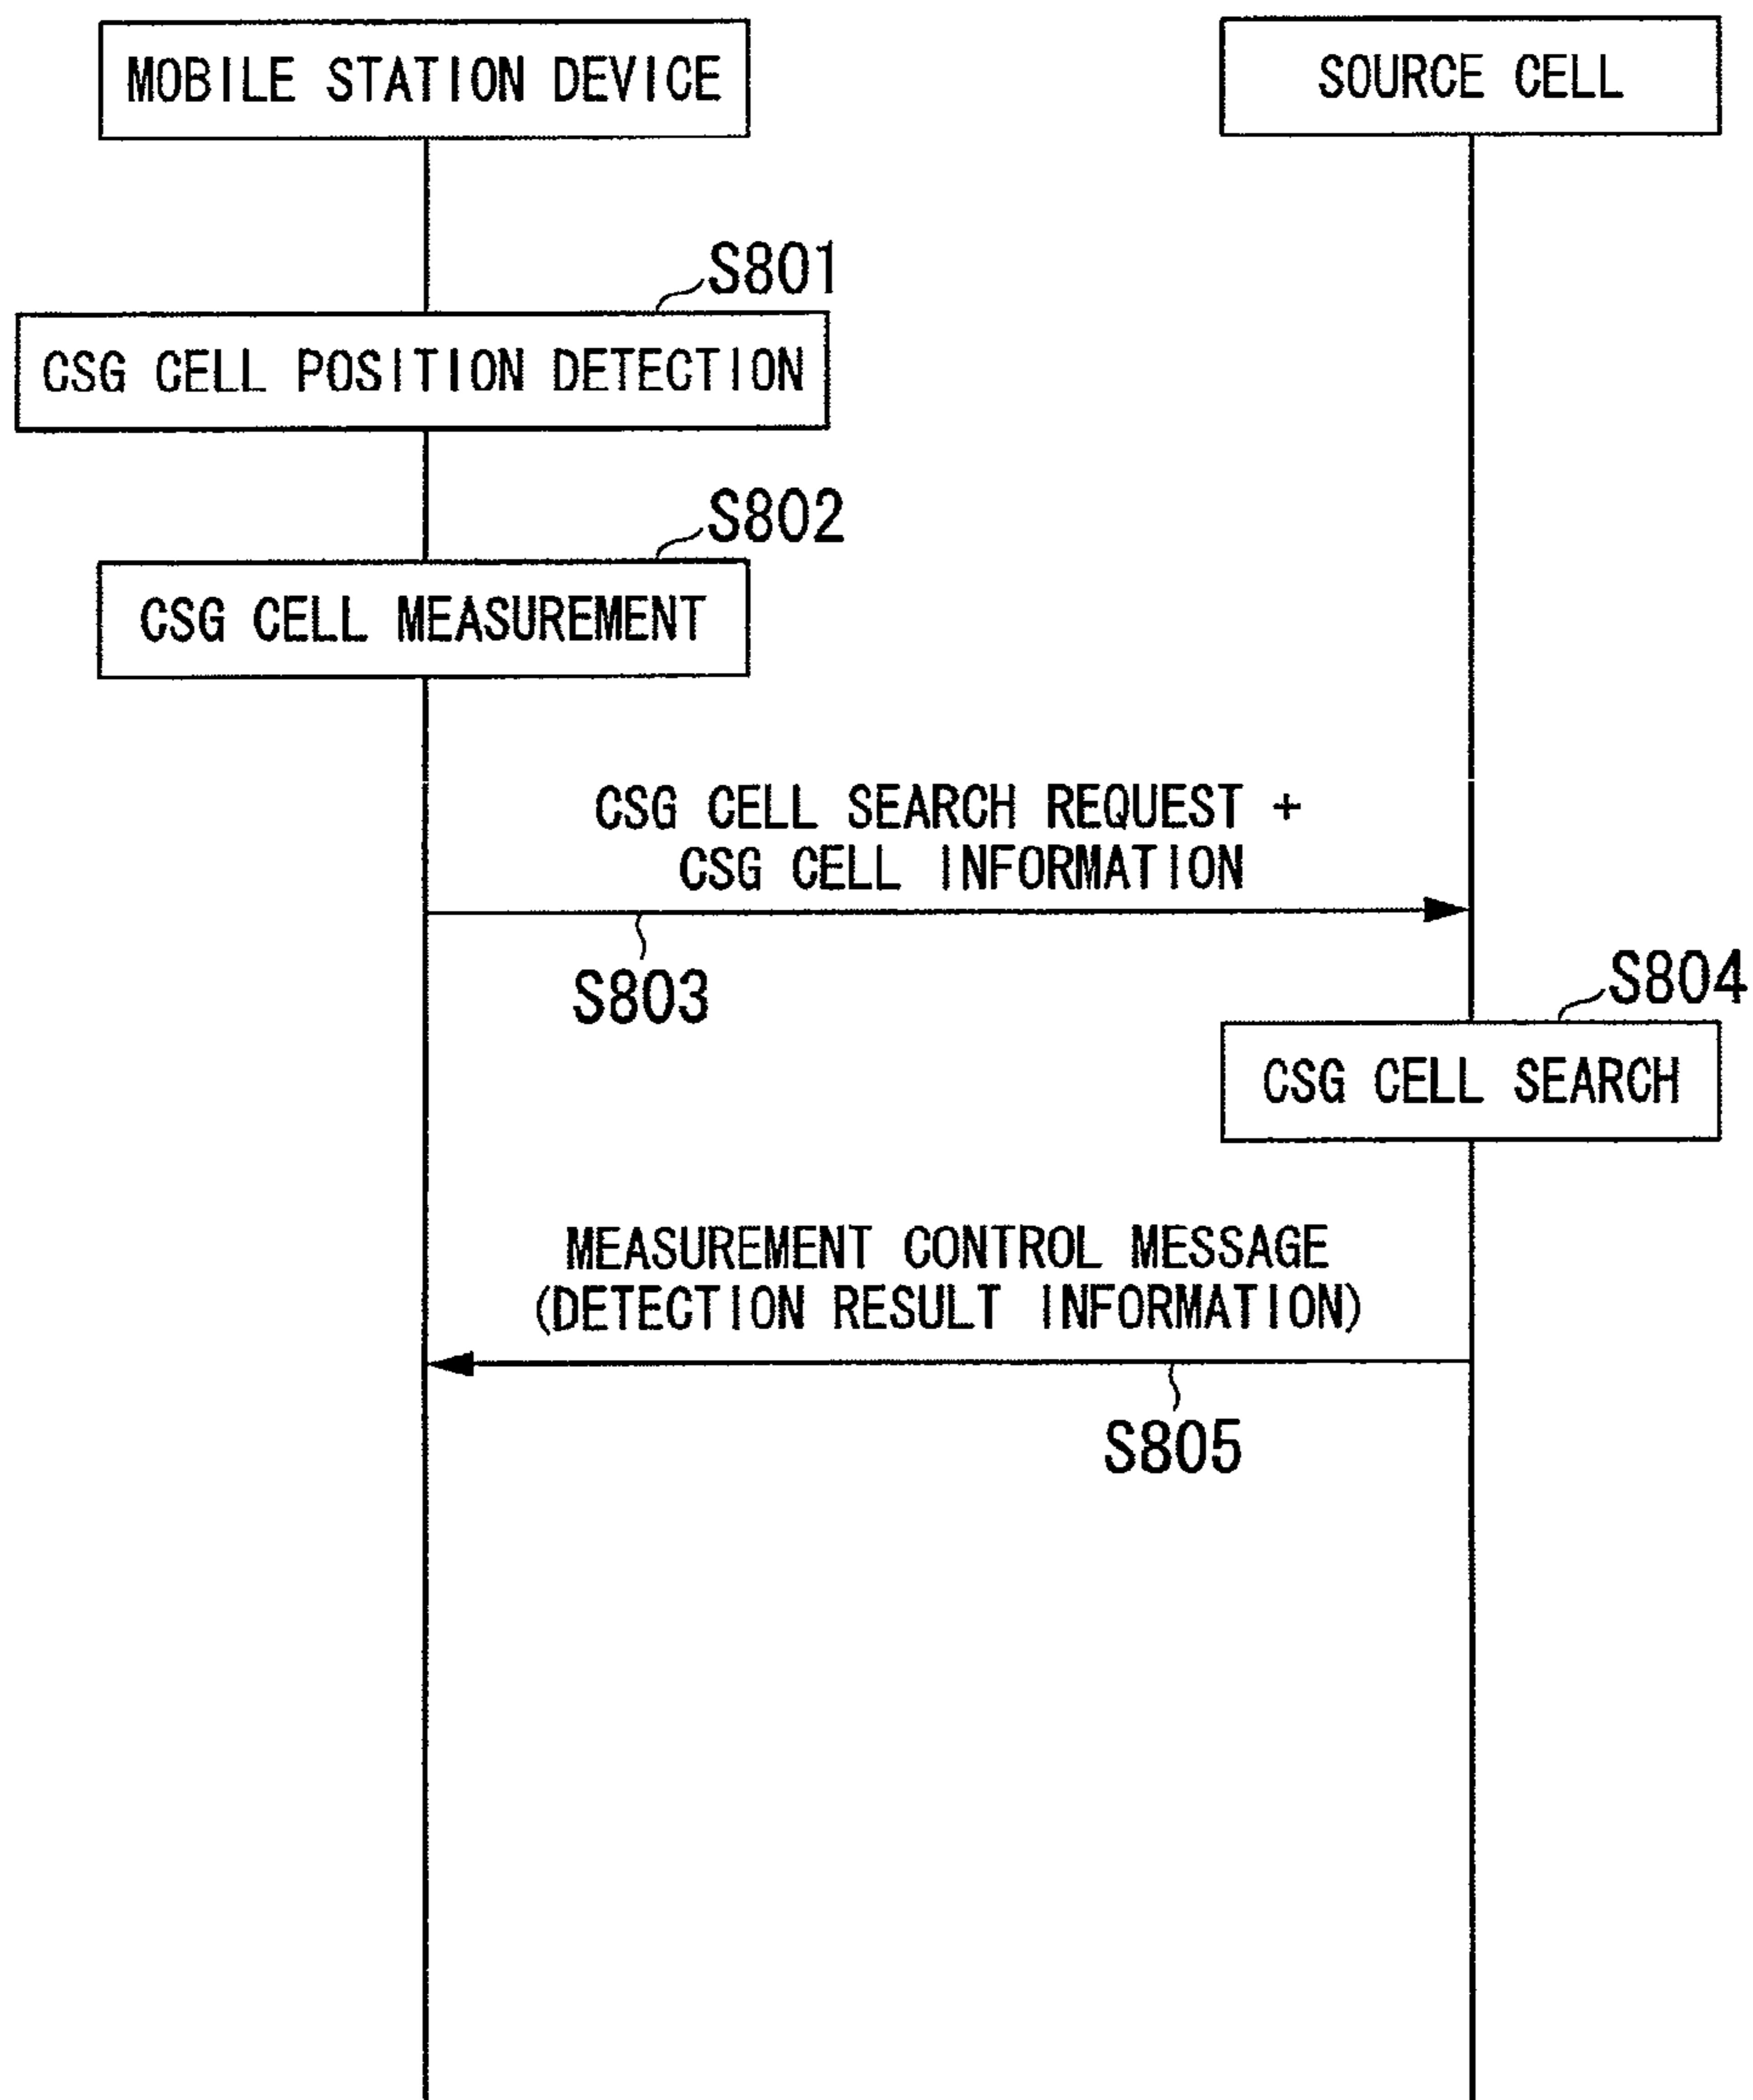 MOBILE STATION DEVICE
SOURCE CELL
S801
CSG CELL POSITION DETECTION
S802
CSG CELL MEASUREMENT
CSG CELL SEARCH REQUEST +
CSG CELL INFORMATION
S803
S804
CSG CELL SEARCH
MEASUREMENT CONTROL MESSAGE
(DETECTION RESULT INFORMATION)
S805